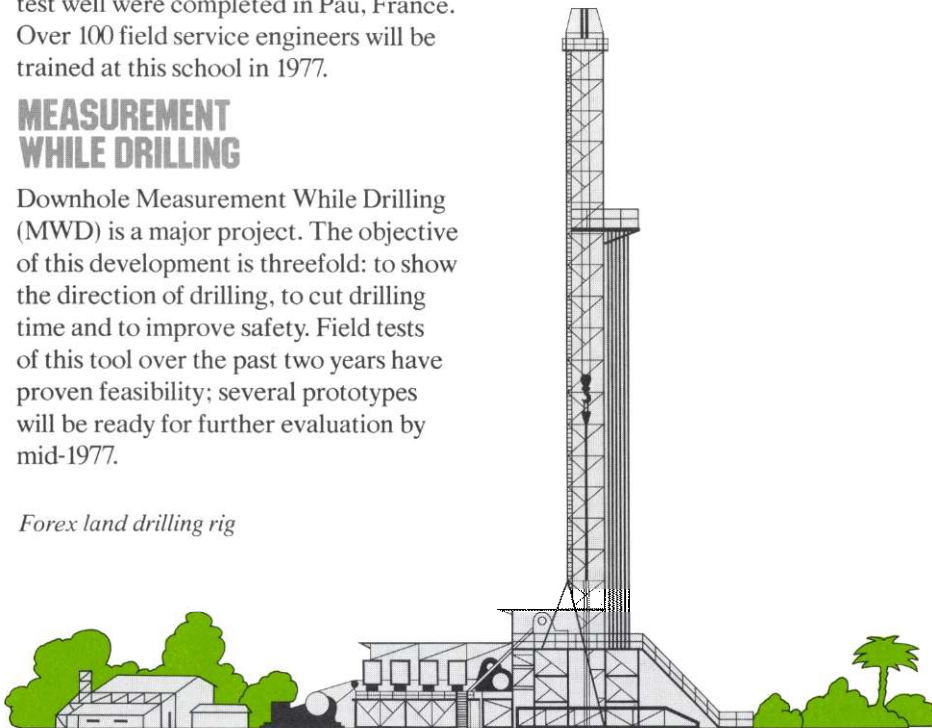 test well were completed in Pau, France.
Over 100 field service engineers will be
trained at this school in 1977.
MEASUREMENT
WHILE DRILLING
Downhole Measurement While Drilling
(MWD) is a major project. The objective
of this development is threefold: to show
the direction of drilling, to cut drilling
time and to improve safety. Field tests
of this tool over the past two years have
proven feasibility; several prototypes
will be ready for further evaluation by
mid-1977.
Forex land drilling rig